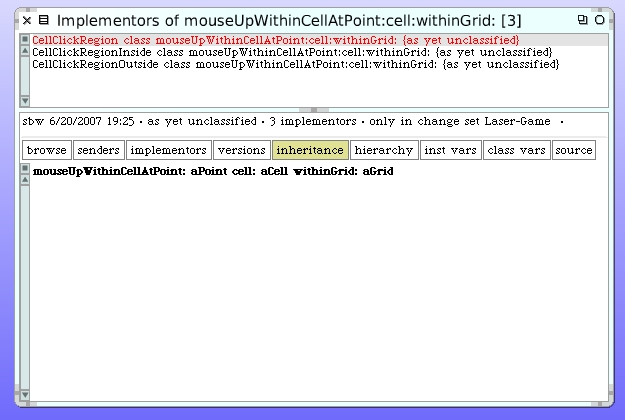 Implementors of mouseUpWithinCellAtPoint:cell:withinGrid: [3]
CellClickRegion class mouseUpWithinCellAtPoint:cell:withinGrid: {as yet unclassified}
CellClickRegionInside class mouseUpWithinCellAtPoint:cell:withinGrid: {as yet unclassified}
CellClickRegionOutside class mouseUpWithinCellAtPoint:cell:withinGrid: {as yet unclassified}
sbw 6/20/2007 19:25 · as yet unclassified · 3 implementors · only in change set Laser-Game ·
browse senders implementors versions inheritance hierarchy inst vars class vars source
mouseUpWithinCellAtPoint: aPoint cell: aCell withinGrid: aGrid